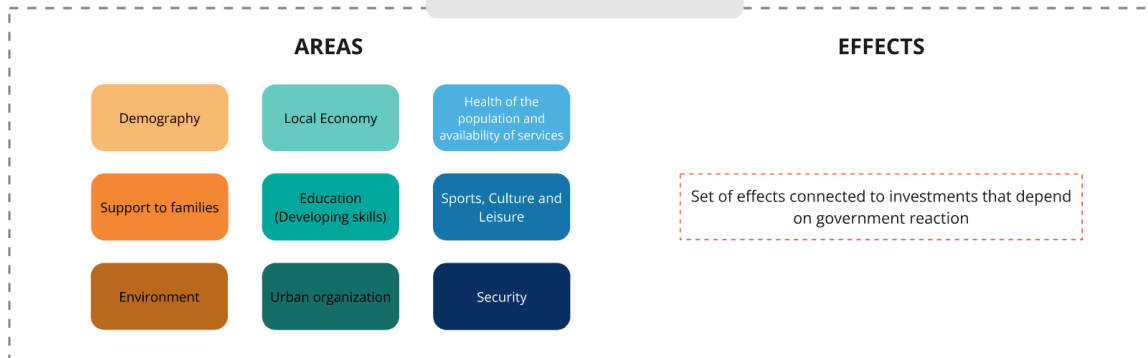 AREAS
EFFECTS
Demography
Local Economy
Health of the
population and
availability of services
Support to families
Education
(Developing skills)
Sports, Culture and
Leisure
Set of effects connected to investments that depend
on government reaction
Environment
Urban organization
Security